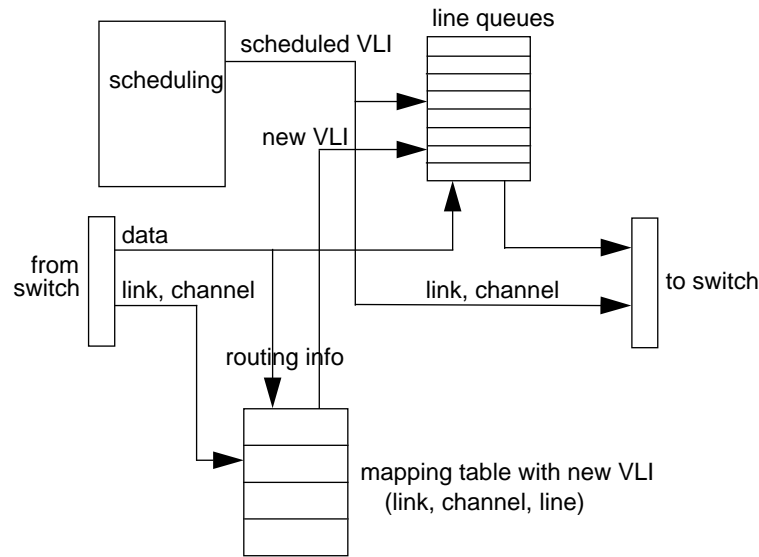 line queues
scheduled VLI
scheduling
new VLI
data
from
switch
link, channel
link, channel
to switch
routing info
mapping table with new VLI
(link, channel, line)